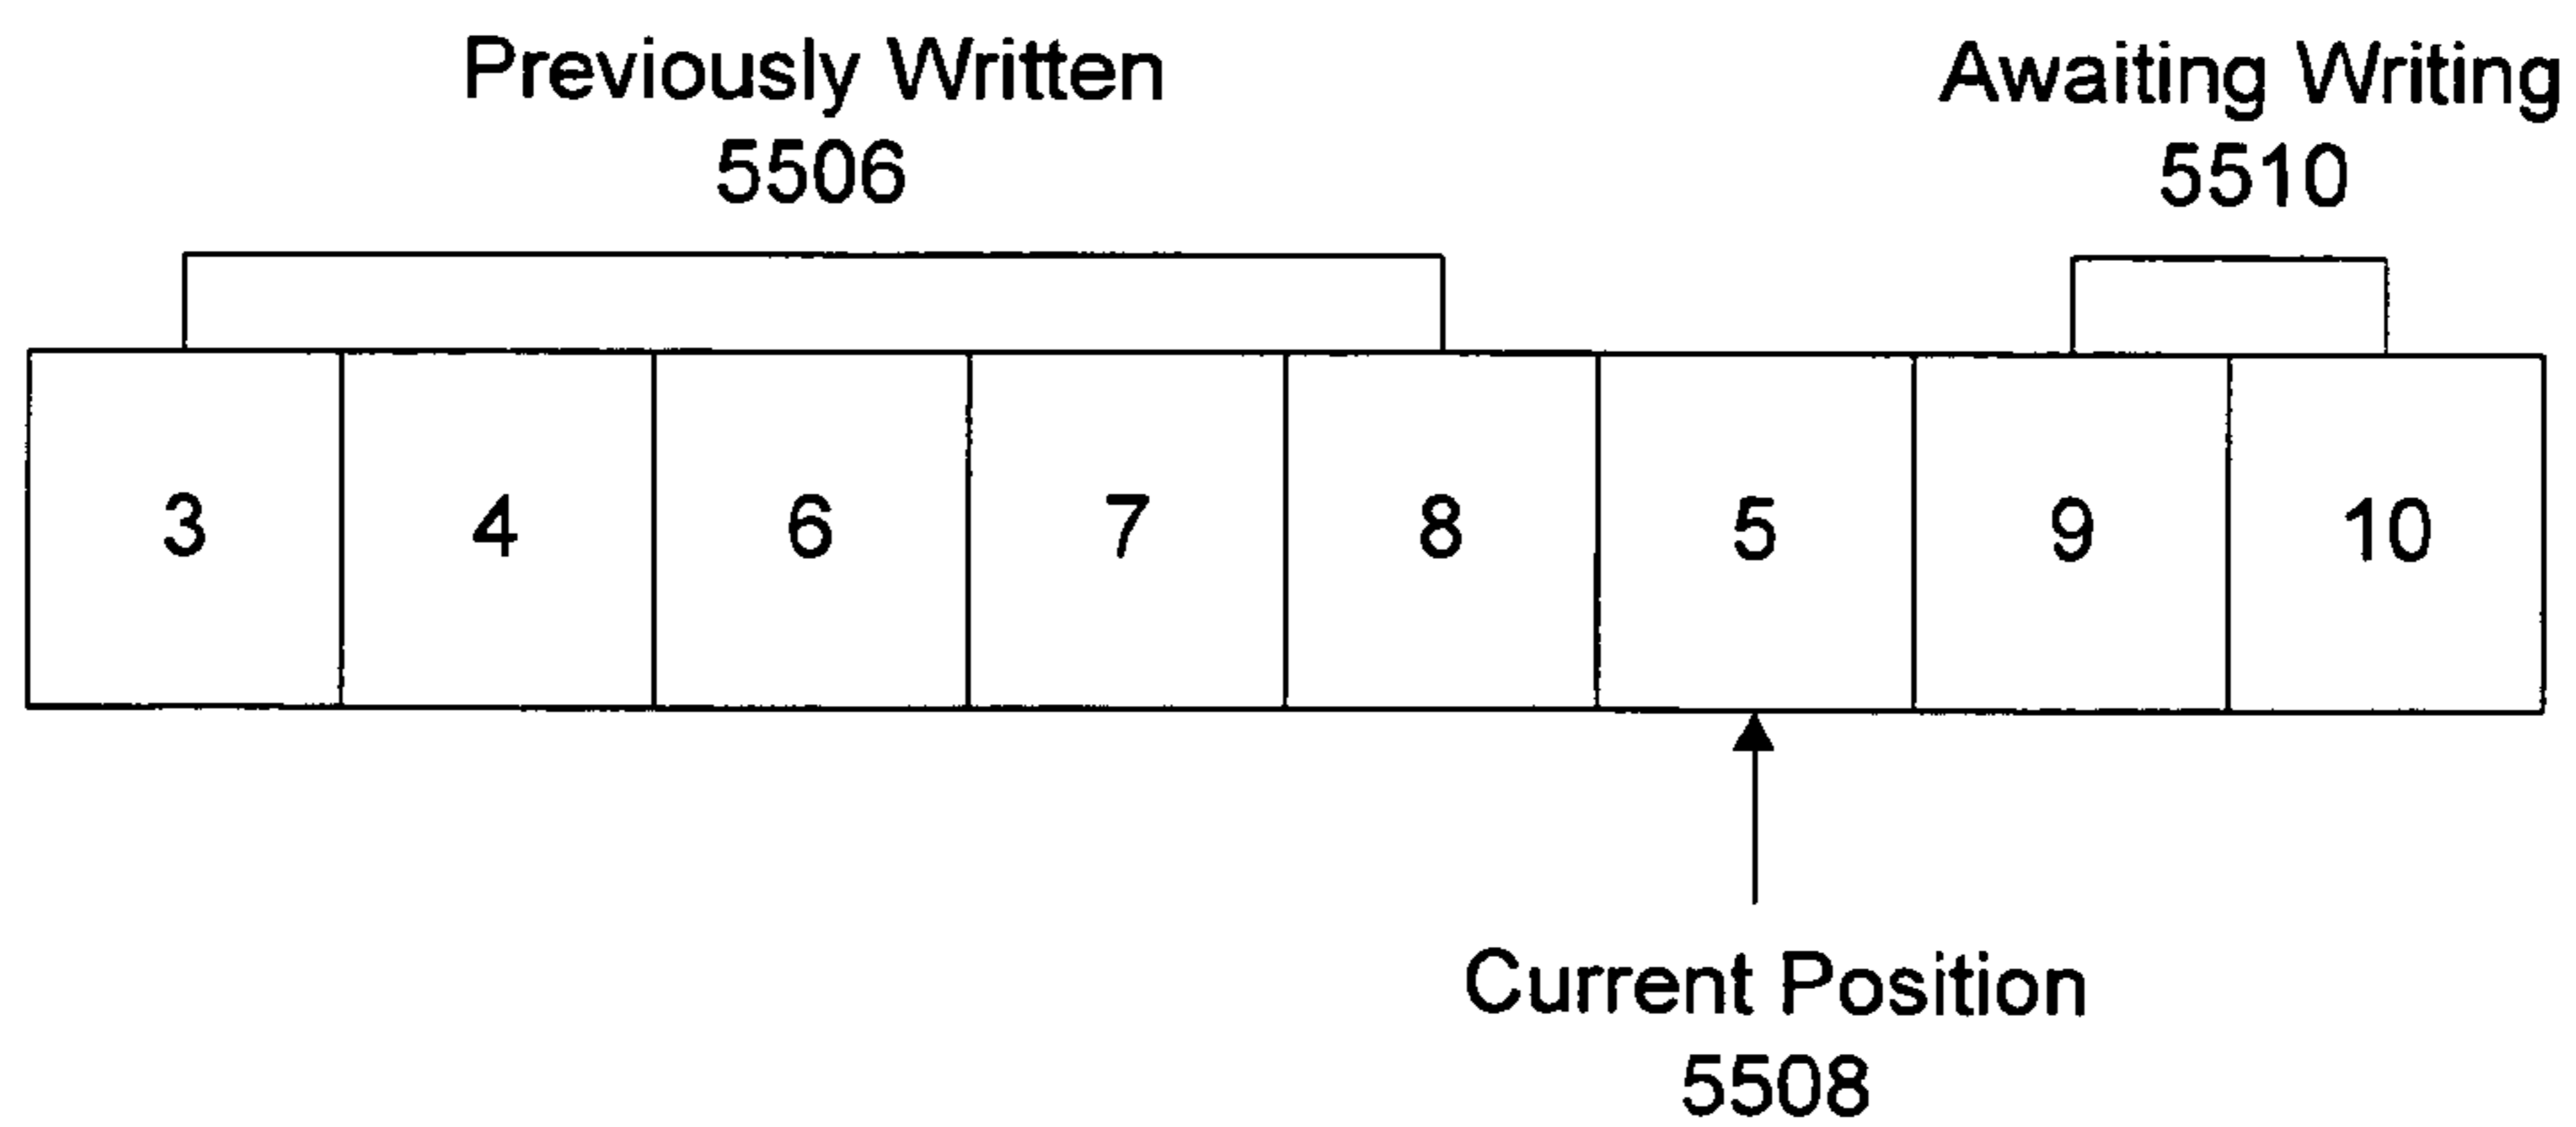 Previously Written
5506
Awaiting Writing
5510
3 4 6 7 8 5 9 10
Current Position
5508